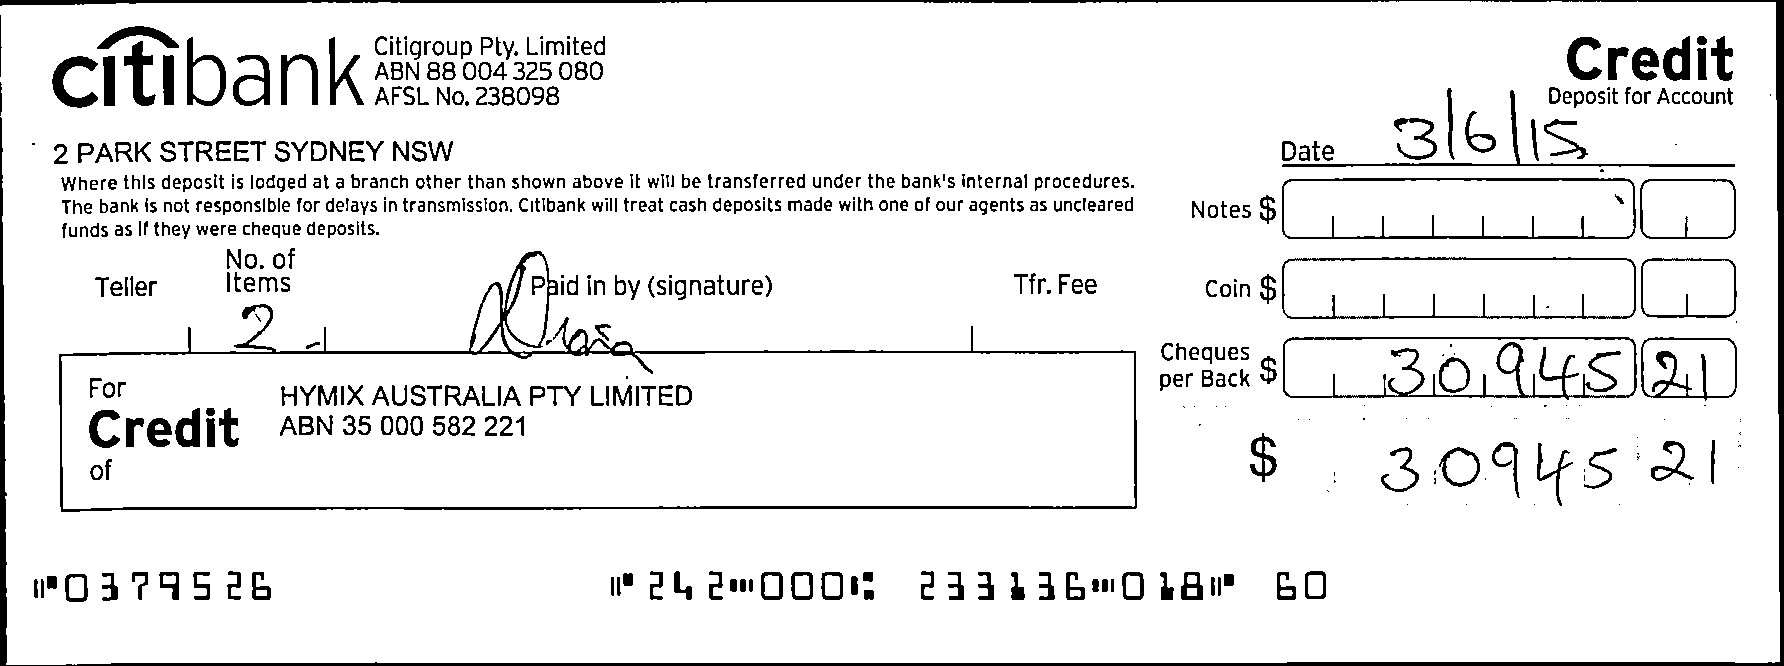 citibank
Citigroup Pty. Limited
ABN 88 004 325 080
AFSL No. 238098
Credit
Deposit for Account
2 PARK STREET SYDNEY NSW
Date 3/6/15
Where this deposit is lodged at a branch other than shown above it will be transferred under the bank's internal procedures.
The bank is not responsible for delays in transmission. Citibank will treat cash deposits made with one of our agents as uncleared
funds as if they were cheque deposits.
Notes $
Teller
No. of
Items
2
Paid in by (signature)
Tfr. Fee
Coin $
Cheques
per Back $ 30,945 21
For
Credit
of
HYMIX AUSTRALIA PTY LIMITED
ABN 35 000 582 221
$ 30945 21
⑈0379526 ⑈242⑉000⑆ 233136⑉018⑈ 60